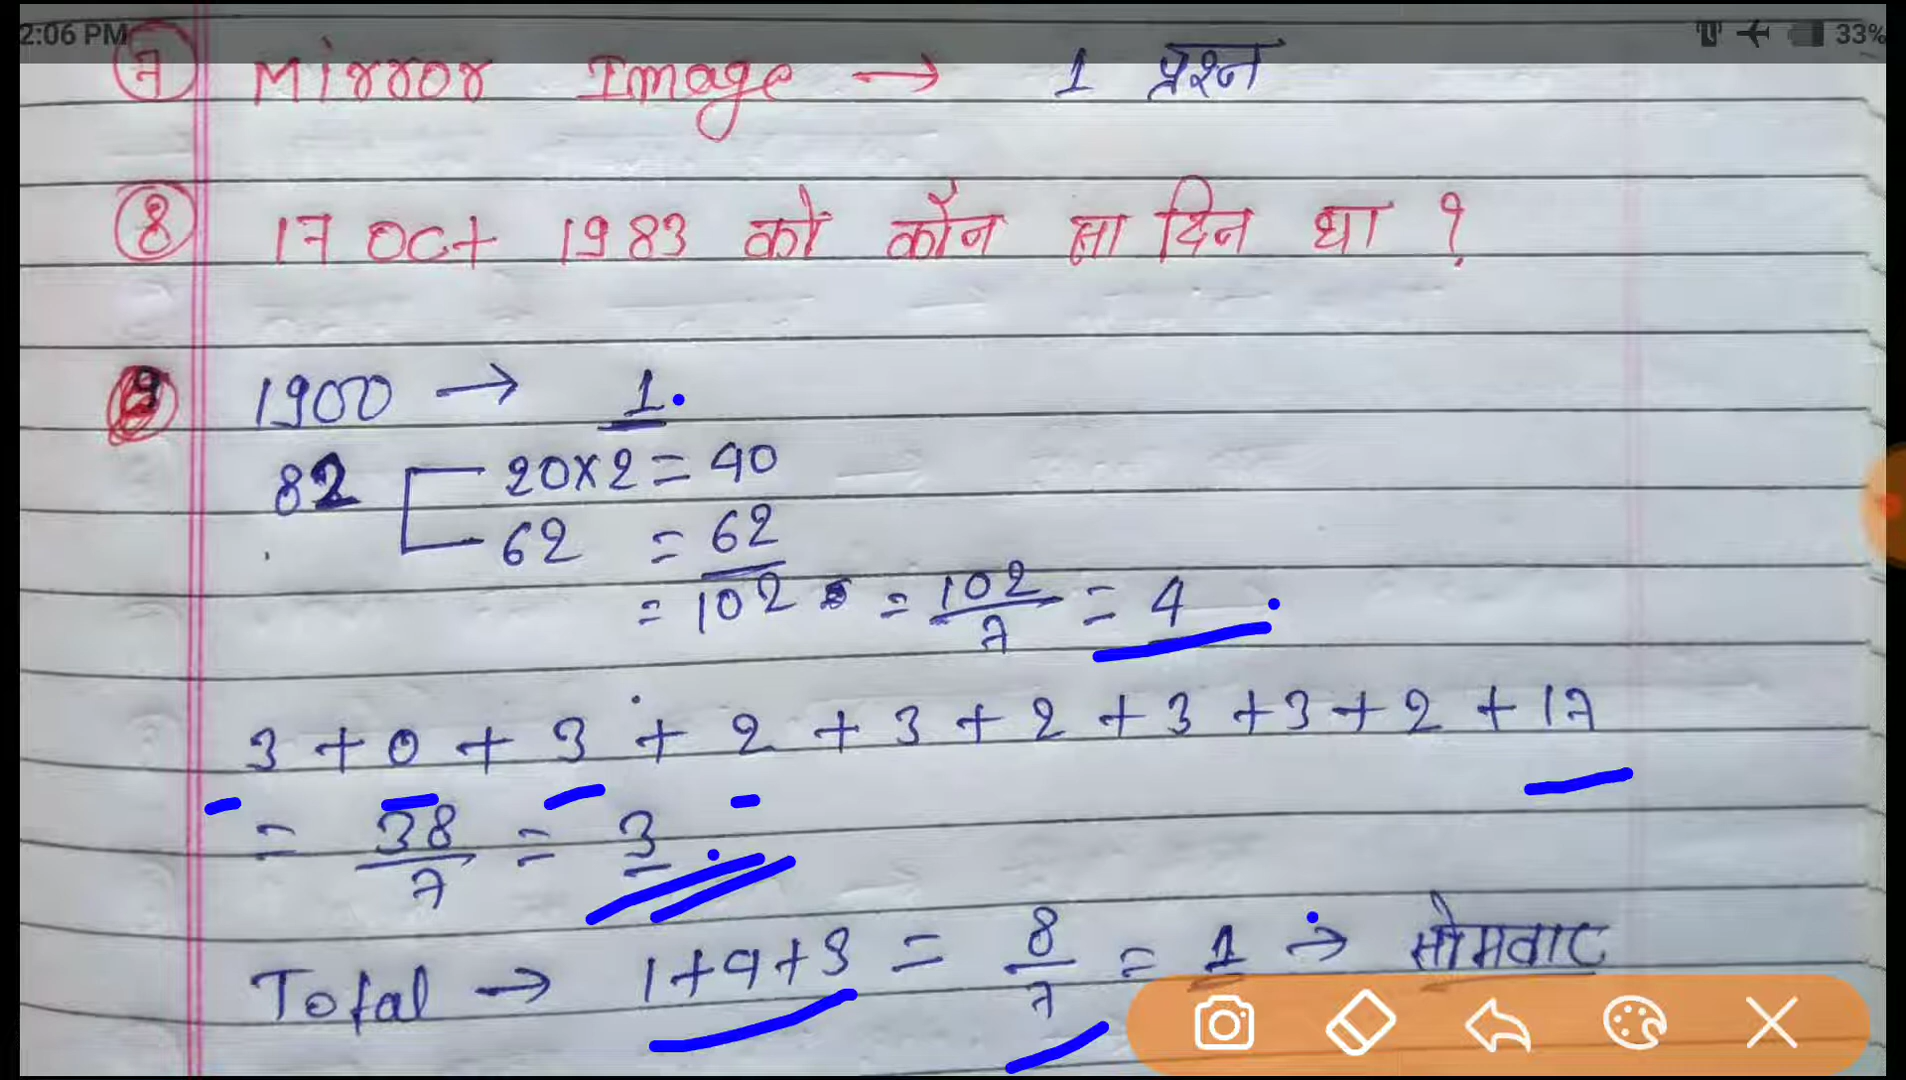 2:06 PM 33%
7 Mirror Image → 1 प्रश्न
8 17 Oct 1983 को कौन सा दिन था ?
9 1900 → 1
82 20×2 = 40
62 = 62
= 102 = 102/7 = 4
3 + 0 + 3 + 2 + 3 + 2 + 3 + 3 + 2 + 17
= 38/7 = 3
Total → 1+4+3 = 8/7 = 1 → सोमवार